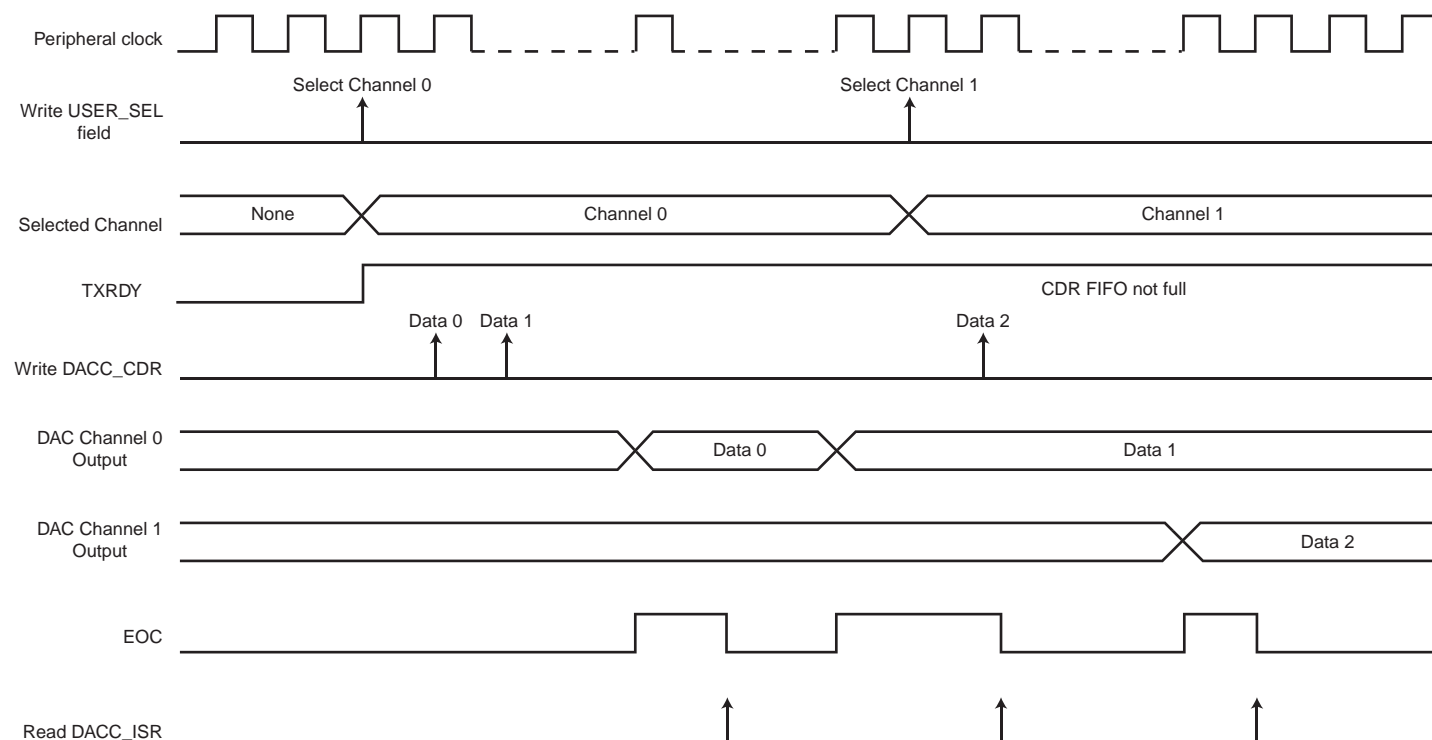 Peripheral clock
Select Channel 0
Select Channel 1
Write USER_SEL
field
Selected Channel
None
Channel 0
Channel 1
TXRDY
CDR FIFO not full
Data 0
Data 1
Data 2
Write DACC_CDR
DAC Channel 0
Output
Data 0
Data 1
DAC Channel 1
Output
Data 2
EOC
Read DACC_ISR